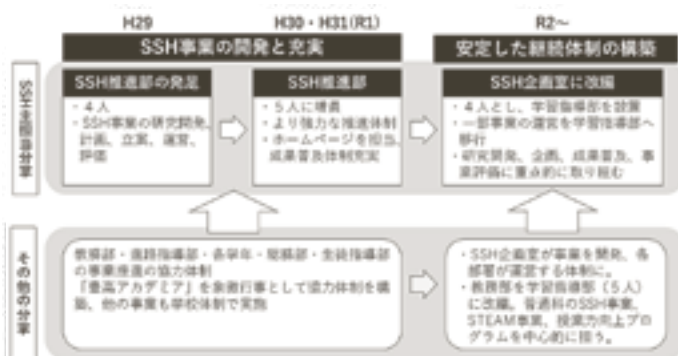 H29
H30・H31(R1)
R2～
SSH事業の開発と充実
安定した継続体制の構築
SSH主担当分掌
SSH推進部の発足
・4人
・SSH事業の研究開発、
計画、立案、運営、
評価
SSH推進部
・5人に増員
・より強力な推進体制
・ホームページを担当、
成果普及体制充実
SSH企画室に改編
・4人とし、学習指導部を設置
・一部事業の運営を学習指導部へ
移行
・研究開発、企画、成果普及、事
業評価に重点的に取り組む
その他の分掌
教務部・進路指導部・各学年・総務部・生徒指導部
の事業推進の協力体制
「豊高アカデミア」を象徴行事として協力体制を構
築、他の事業も学校体制で実施
・SSH企画室が事業を開発、各
部署が運営する体制に。
・教務部を学習指導部（5人）
に改編。普通科のSSH事業、
STEAM事業、授業力向上プロ
グラムを中心的に担う。